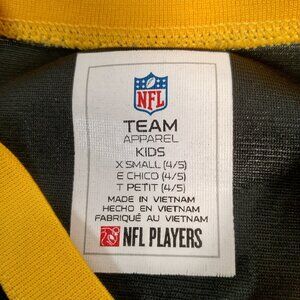 NFL
TEAM
APPAREL
KIDS
X SMALL (4/5)
E CHICO (4/5)
T PETIT (4/5)
MADE IN VIETNAM
HECHO EN VIETNAM
FABRIQUÉ AU VIETNAM
NFL PLAYERS